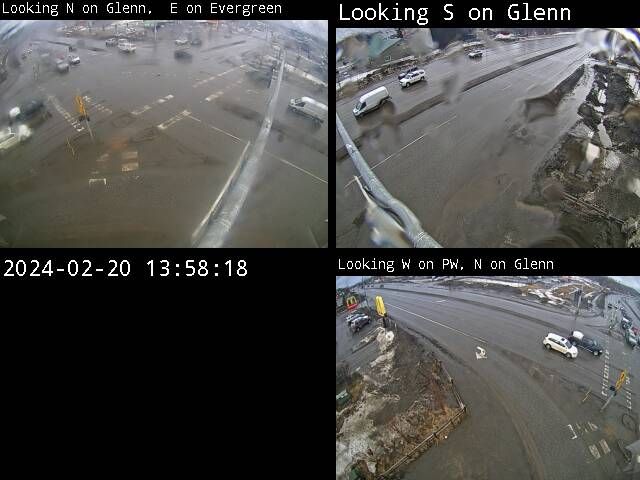 Looking N on Glenn,  E on Evergreen
Looking S on Glenn
2024-02-20 13:58:18
Looking W on PW, N on Glenn